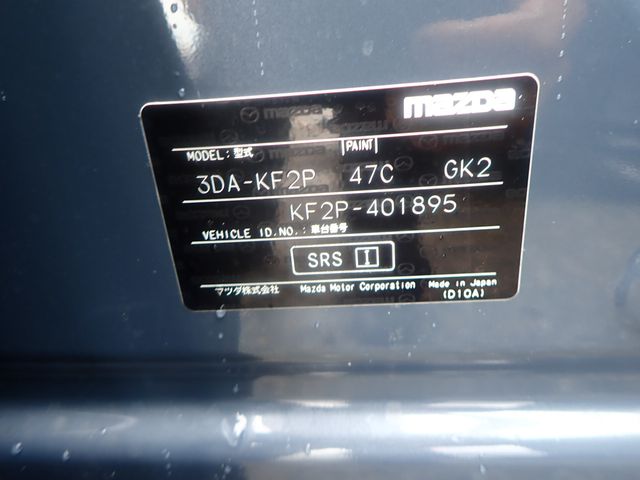 mazda
MODEL: 型式 PAINT
3DA-KF2P 47C GK2
KF2P-401895
VEHICLE ID.NO.: 車台番号
SRS I
マツダ株式会社 Mazda Motor Corporation Made in Japan
(D10A)